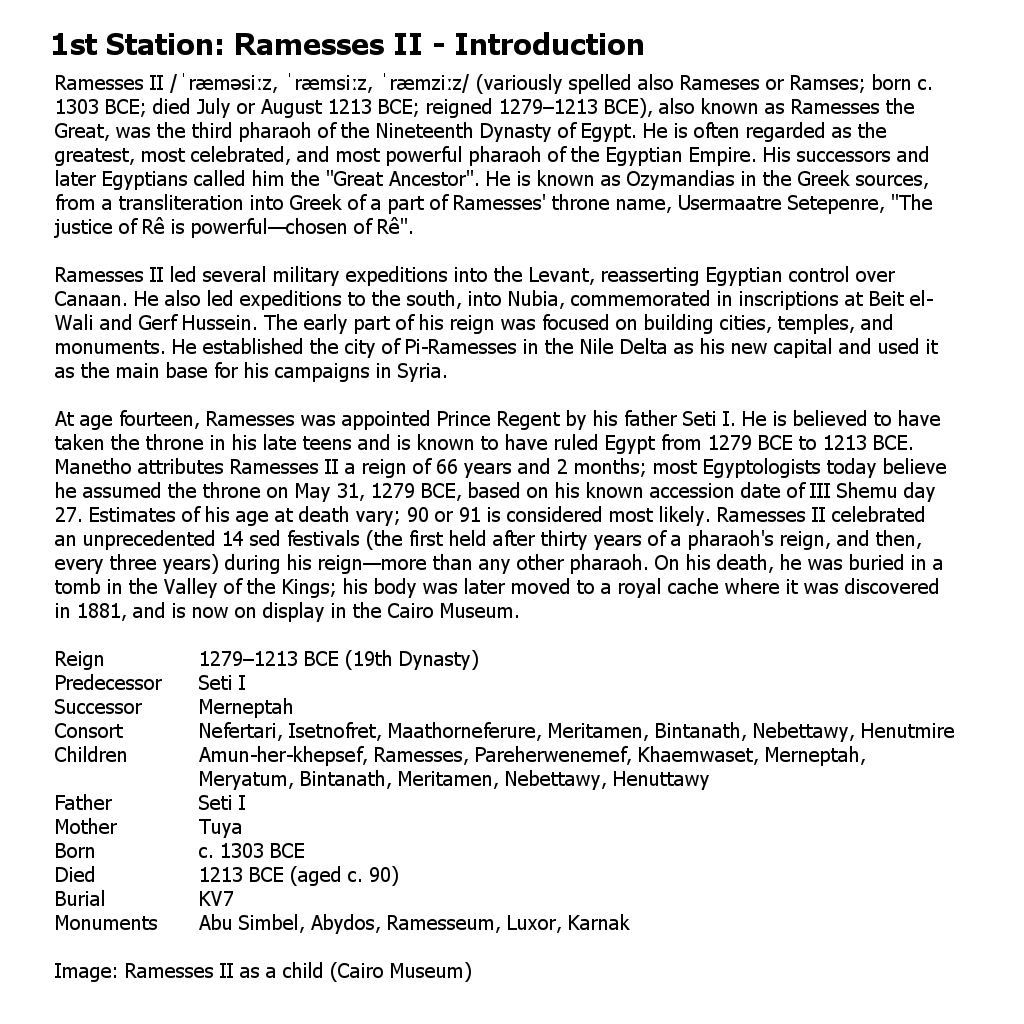 1st Station: Ramesses II - Introduction
Ramesses II /ˈræməsiːz, ˈræmsiːz, ˈræmziːz/ (variously spelled also Rameses or Ramses; born c.
1303 BCE; died July or August 1213 BCE; reigned 1279–1213 BCE), also known as Ramesses the
Great, was the third pharaoh of the Nineteenth Dynasty of Egypt. He is often regarded as the
greatest, most celebrated, and most powerful pharaoh of the Egyptian Empire. His successors and
later Egyptians called him the "Great Ancestor". He is known as Ozymandias in the Greek sources,
from a transliteration into Greek of a part of Ramesses' throne name, Usermaatre Setepenre, "The
justice of Rê is powerful—chosen of Rê".
Ramesses II led several military expeditions into the Levant, reasserting Egyptian control over
Canaan. He also led expeditions to the south, into Nubia, commemorated in inscriptions at Beit el-
Wali and Gerf Hussein. The early part of his reign was focused on building cities, temples, and
monuments. He established the city of Pi-Ramesses in the Nile Delta as his new capital and used it
as the main base for his campaigns in Syria.
At age fourteen, Ramesses was appointed Prince Regent by his father Seti I. He is believed to have
taken the throne in his late teens and is known to have ruled Egypt from 1279 BCE to 1213 BCE.
Manetho attributes Ramesses II a reign of 66 years and 2 months; most Egyptologists today believe
he assumed the throne on May 31, 1279 BCE, based on his known accession date of III Shemu day
27. Estimates of his age at death vary; 90 or 91 is considered most likely. Ramesses II celebrated
an unprecedented 14 sed festivals (the first held after thirty years of a pharaoh's reign, and then,
every three years) during his reign—more than any other pharaoh. On his death, he was buried in a
tomb in the Valley of the Kings; his body was later moved to a royal cache where it was discovered
in 1881, and is now on display in the Cairo Museum.
Reign 1279–1213 BCE (19th Dynasty)
Predecessor Seti I
Successor Merneptah
Consort Nefertari, Isetnofret, Maathorneferure, Meritamen, Bintanath, Nebettawy, Henutmire
Children Amun-her-khepsef, Ramesses, Pareherwenemef, Khaemwaset, Merneptah,
Meryatum, Bintanath, Meritamen, Nebettawy, Henuttawy
Father Seti I
Mother Tuya
Born c. 1303 BCE
Died 1213 BCE (aged c. 90)
Burial KV7
Monuments Abu Simbel, Abydos, Ramesseum, Luxor, Karnak
Image: Ramesses II as a child (Cairo Museum)